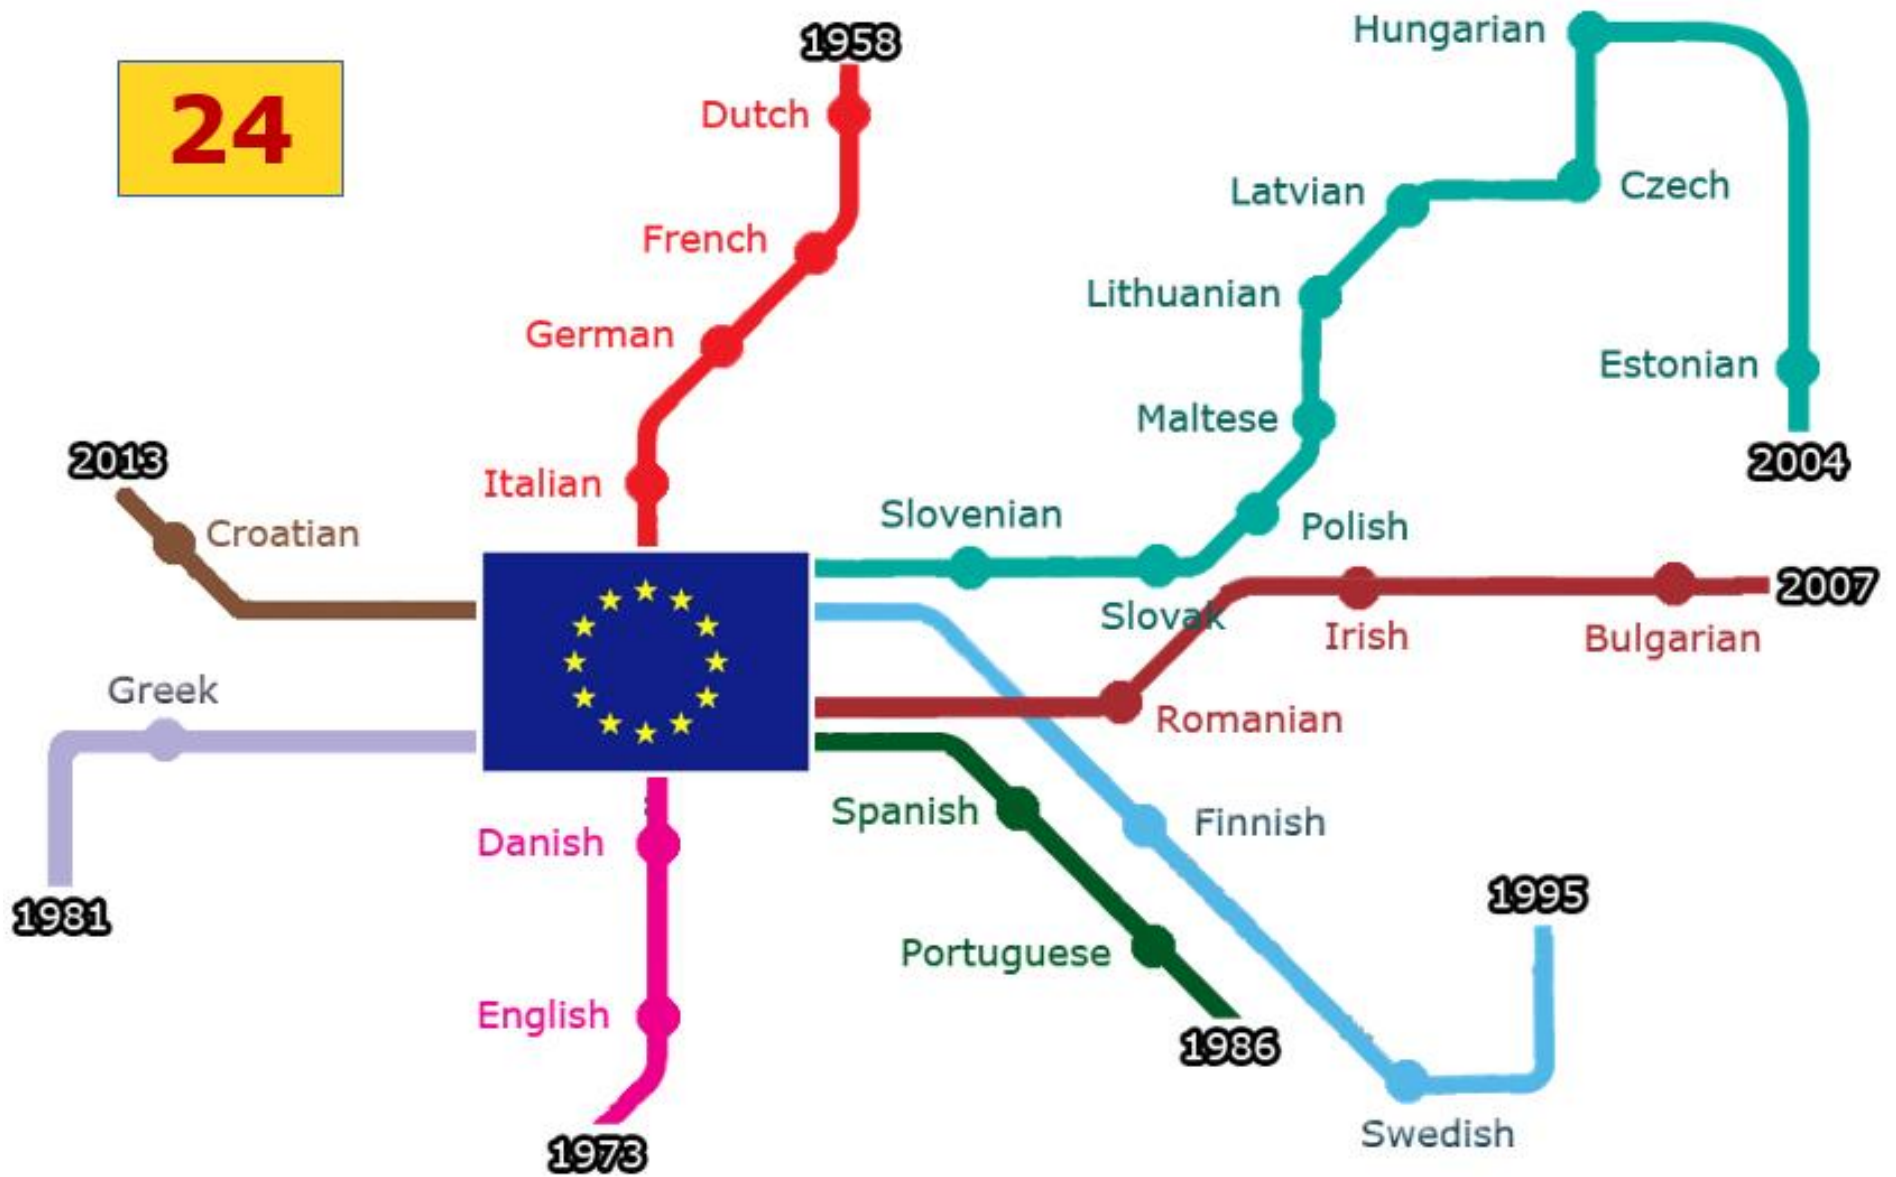 24
1958
Dutch
French
German
Italian
Hungarian
Latvian
Czech
Lithuanian
Estonian
Maltese
2004
Slovenian
Polish
Slovak
2013
Croatian
Greek
1981
2007
Irish
Bulgarian
Romanian
Danish
English
1973
Spanish
Portuguese
1986
Finnish
1995
Swedish